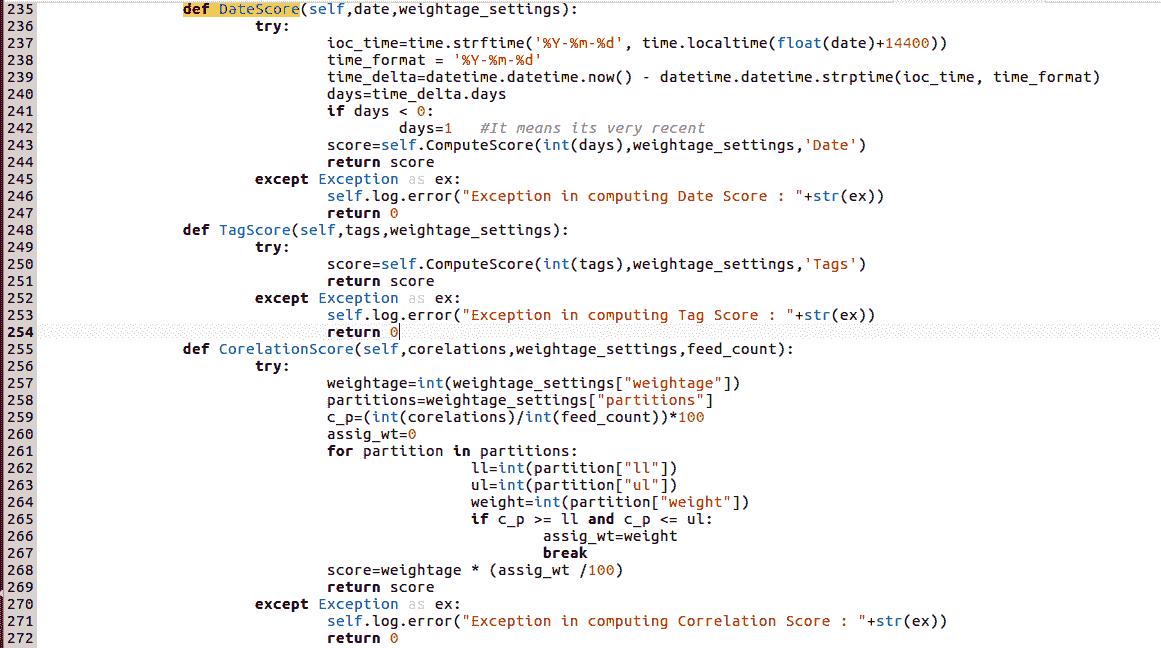 235 def DateScore(self,date,weightage_settings):
236 try:
237 ioc_time=time.strftime('%Y-%m-%d', time.localtime(float(date)+14400))
238 time_format = '%Y-%m-%d'
239 time_delta=datetime.datetime.now() - datetime.datetime.strptime(ioc_time, time_format)
240 days=time_delta.days
241 if days < 0:
242 days=1 #It means its very recent
243 score=self.ComputeScore(int(days),weightage_settings,'Date')
244 return score
245 except Exception as ex:
246 self.log.error("Exception in computing Date Score : "+str(ex))
247 return 0
248 def TagScore(self,tags,weightage_settings):
249 try:
250 score=self.ComputeScore(int(tags),weightage_settings,'Tags')
251 return score
252 except Exception as ex:
253 self.log.error("Exception in computing Tag Score : "+str(ex))
254 return 0
255 def CorelationScore(self,corelations,weightage_settings,feed_count):
256 try:
257 weightage=int(weightage_settings["weightage"])
258 partitions=weightage_settings["partitions"]
259 c_p=(int(corelations)/int(feed_count))*100
260 assig_wt=0
261 for partition in partitions:
262 ll=int(partition["ll"])
263 ul=int(partition["ul"])
264 weight=int(partition["weight"])
265 if c_p >= ll and c_p <= ul:
266 assig_wt=weight
267 break
268 score=weightage * (assig_wt /100)
269 return score
270 except Exception as ex:
271 self.log.error("Exception in computing Correlation Score : "+str(ex))
272 return 0